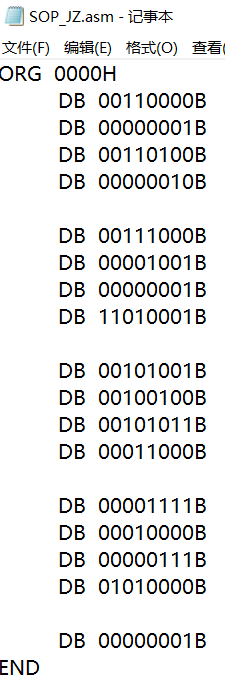 SOP_JZ.asm - 记事本
文件(F) 编辑(E) 格式(O) 查看(
ORG 0000H
DB 00110000B
DB 00000001B
DB 00110100B
DB 00000010B
DB 00111000B
DB 00001001B
DB 00000001B
DB 11010001B
DB 00101001B
DB 00100100B
DB 00101011B
DB 00011000B
DB 00001111B
DB 00010000B
DB 00000111B
DB 01010000B
DB 00000001B
END